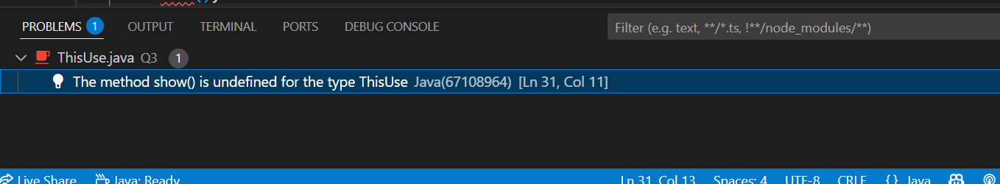 PROBLEMS 1 OUTPUT TERMINAL PORTS DEBUG CONSOLE Filter (e.g. text, **/*.ts, !**/node_modules/**)
ThisUse.java Q3 1
The method show() is undefined for the type ThisUse Java(67108964) [Ln 31, Col 11]
Live Share Java: Ready Ln 31, Col 13 Spaces: 4 UTF-8 CRLF {} Java